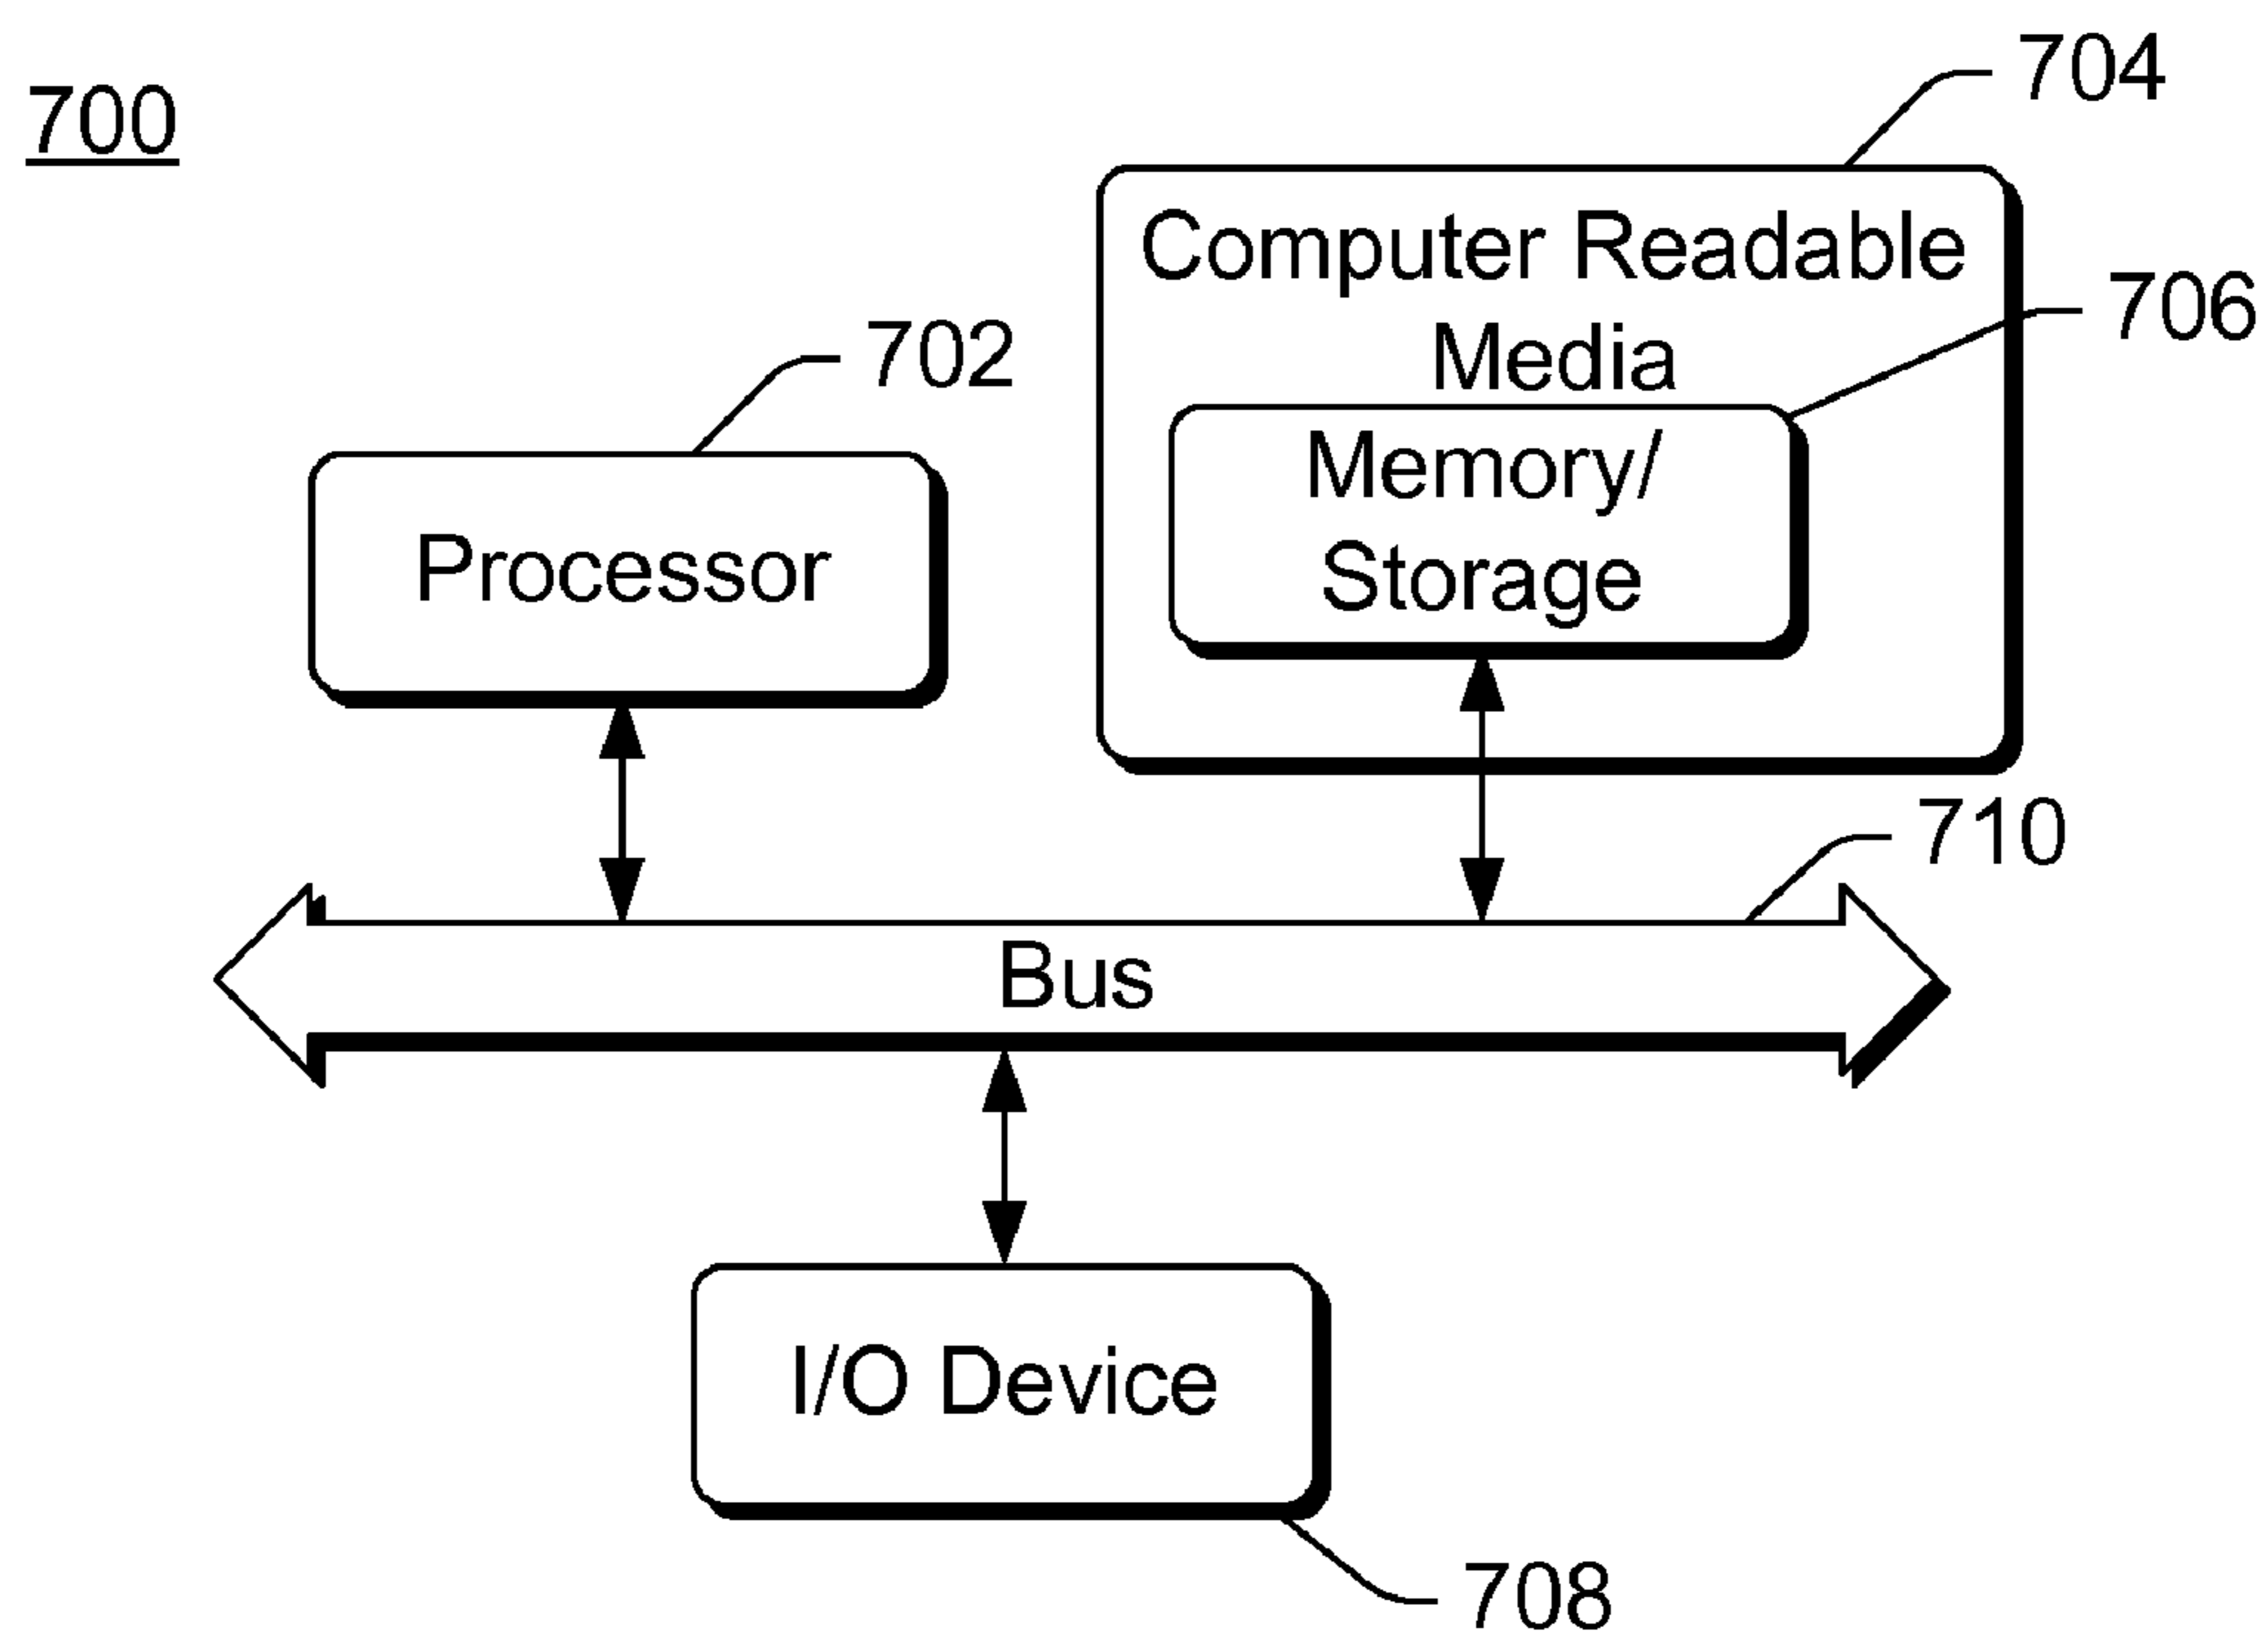 700
704
Computer Readable
Media
706
702
Memory/
Storage
Processor
710
Bus
I/O Device
708